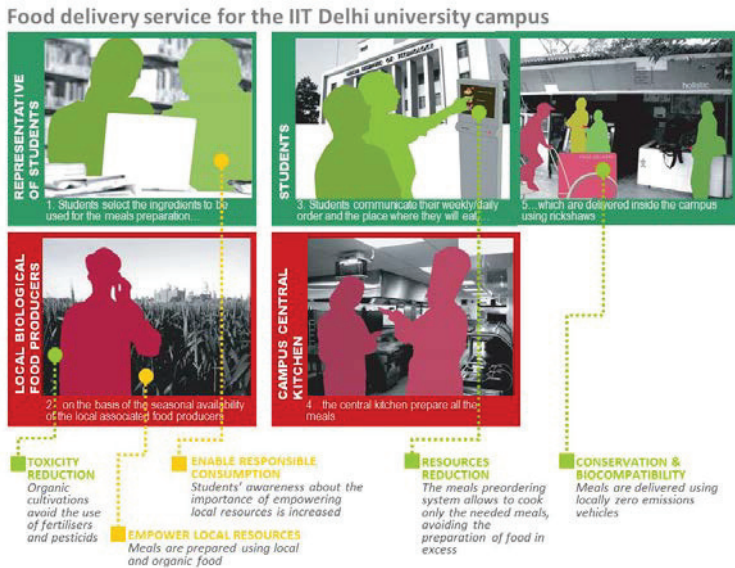 Food delivery service for the IIT Delhi university campus
REPRESENTATIVE
OF STUDENTS
1. Students select the ingredients to be
used for the meals preparation...
STUDENTS
3. Students communicate their weekly/daily
order and the place where they will eat,
holistic
5...which are delivered inside the campus
using rickshaws
LOCAL BIOLOGICAL
FOOD PRODUCERS
2... on the basis of the seasonal availability
of the local associated food producers
CAMPUS CENTRAL
KITCHEN
4 ...the central kitchen prepare all the
meals
TOXICITY
REDUCTION
Organic
cultivations
avoid the use
of fertilisers
and pesticids
ENABLE RESPONSIBLE
CONSUMPTION
Students' awareness about the
importance of empowering
local resources is increased
EMPOWER LOCAL RESOURCES
Meals are prepared using local
and organic food
RESOURCES
REDUCTION
The meals preordering
system allows to cook
only the needed meals,
avoiding the
preparation of food in
excess
CONSERVATION &
BIOCOMPATIBILITY
Meals are delivered using
locally zero emissions
vehicles